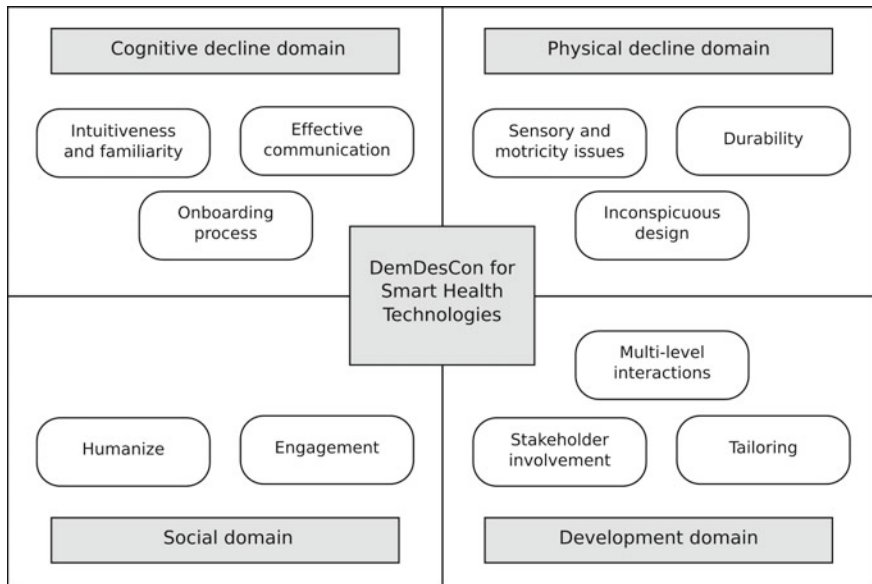 Cognitive decline domain
Physical decline domain
Intuitiveness
and familiarity
Effective
communication
Onboarding
process
Sensory and
motricity issues
Durability
Inconspicuous
design
DemDesCon for
Smart Health
Technologies
Humanize
Engagement
Social domain
Multi-level
interactions
Stakeholder
involvement
Tailoring
Development domain